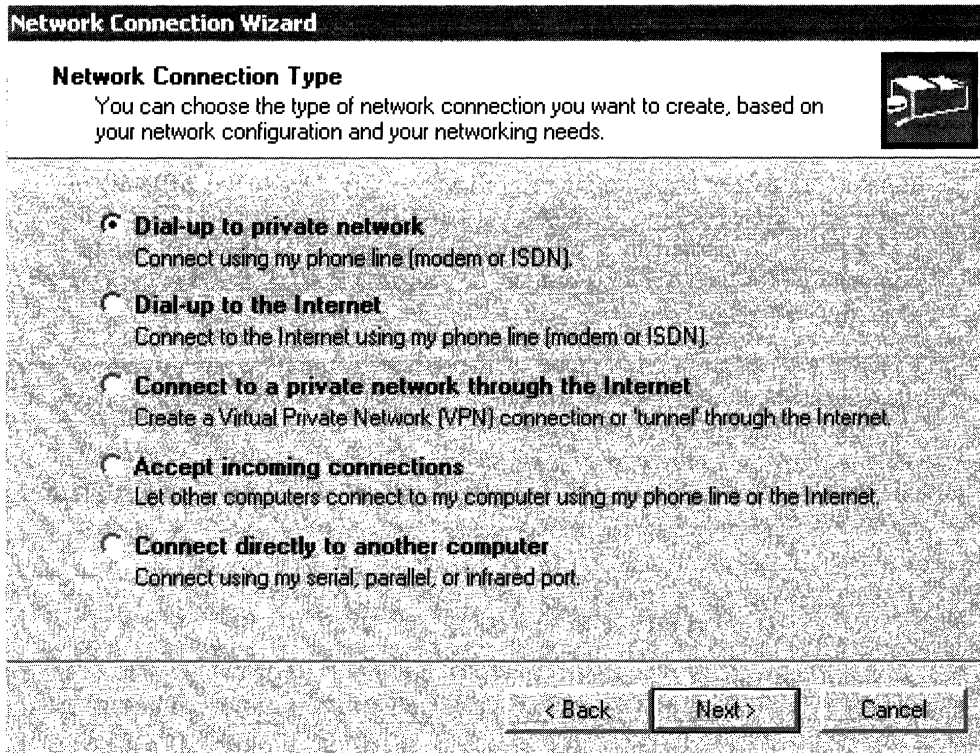 Network Connection Wizard
Network Connection Type
You can choose the type of network connection you want to create, based on
your network configuration and your networking needs.
Dial-up to private network
Connect using my phone line (modem or ISDN).
Dial-up to the Internet
Connect to the Internet using my phone line (modem or ISDN).
Connect to a private network through the Internet
Create a Virtual Private Network (VPN) connection or 'tunnel' through the Internet.
Accept incoming connections
Let other computers connect to my computer using my phone line or the Internet.
Connect directly to another computer
Connect using my serial, parallel, or infrared port.
< Back
Next >
Cancel